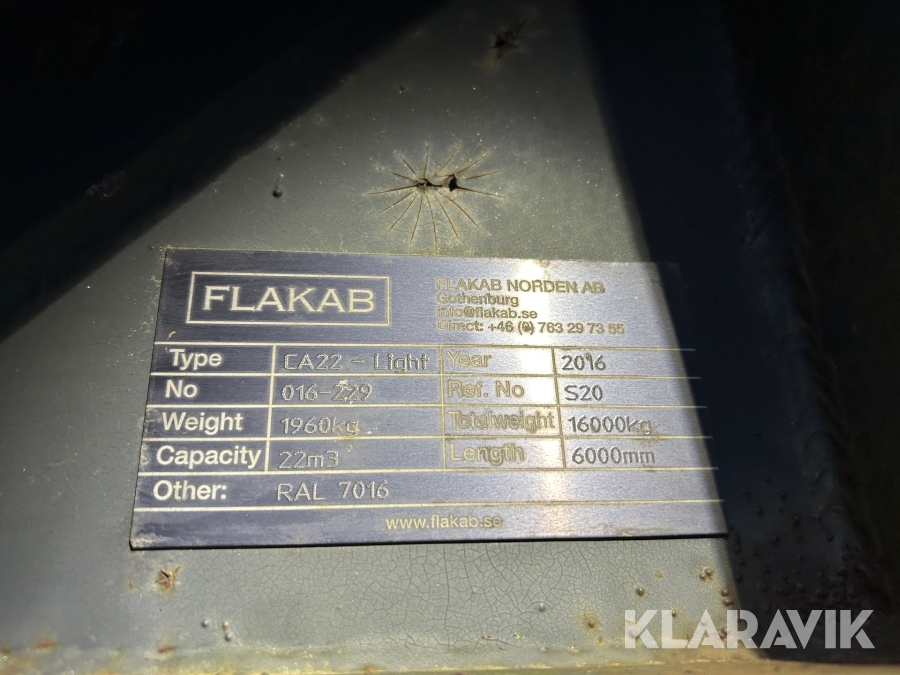 FLAKAB
FLAKAB NORDEN AB
Gothenburg
info@flakab.se
Direct: +46 (0) 763 29 73 55
Type CA22 - Light Year 2016
No 016-229 Ref. No S20
Weight 1960kg Totalweight 16000kg
Capacity 22m3 Length 6000mm
Other: RAL 7016
www.flakab.se
KLARAVIK